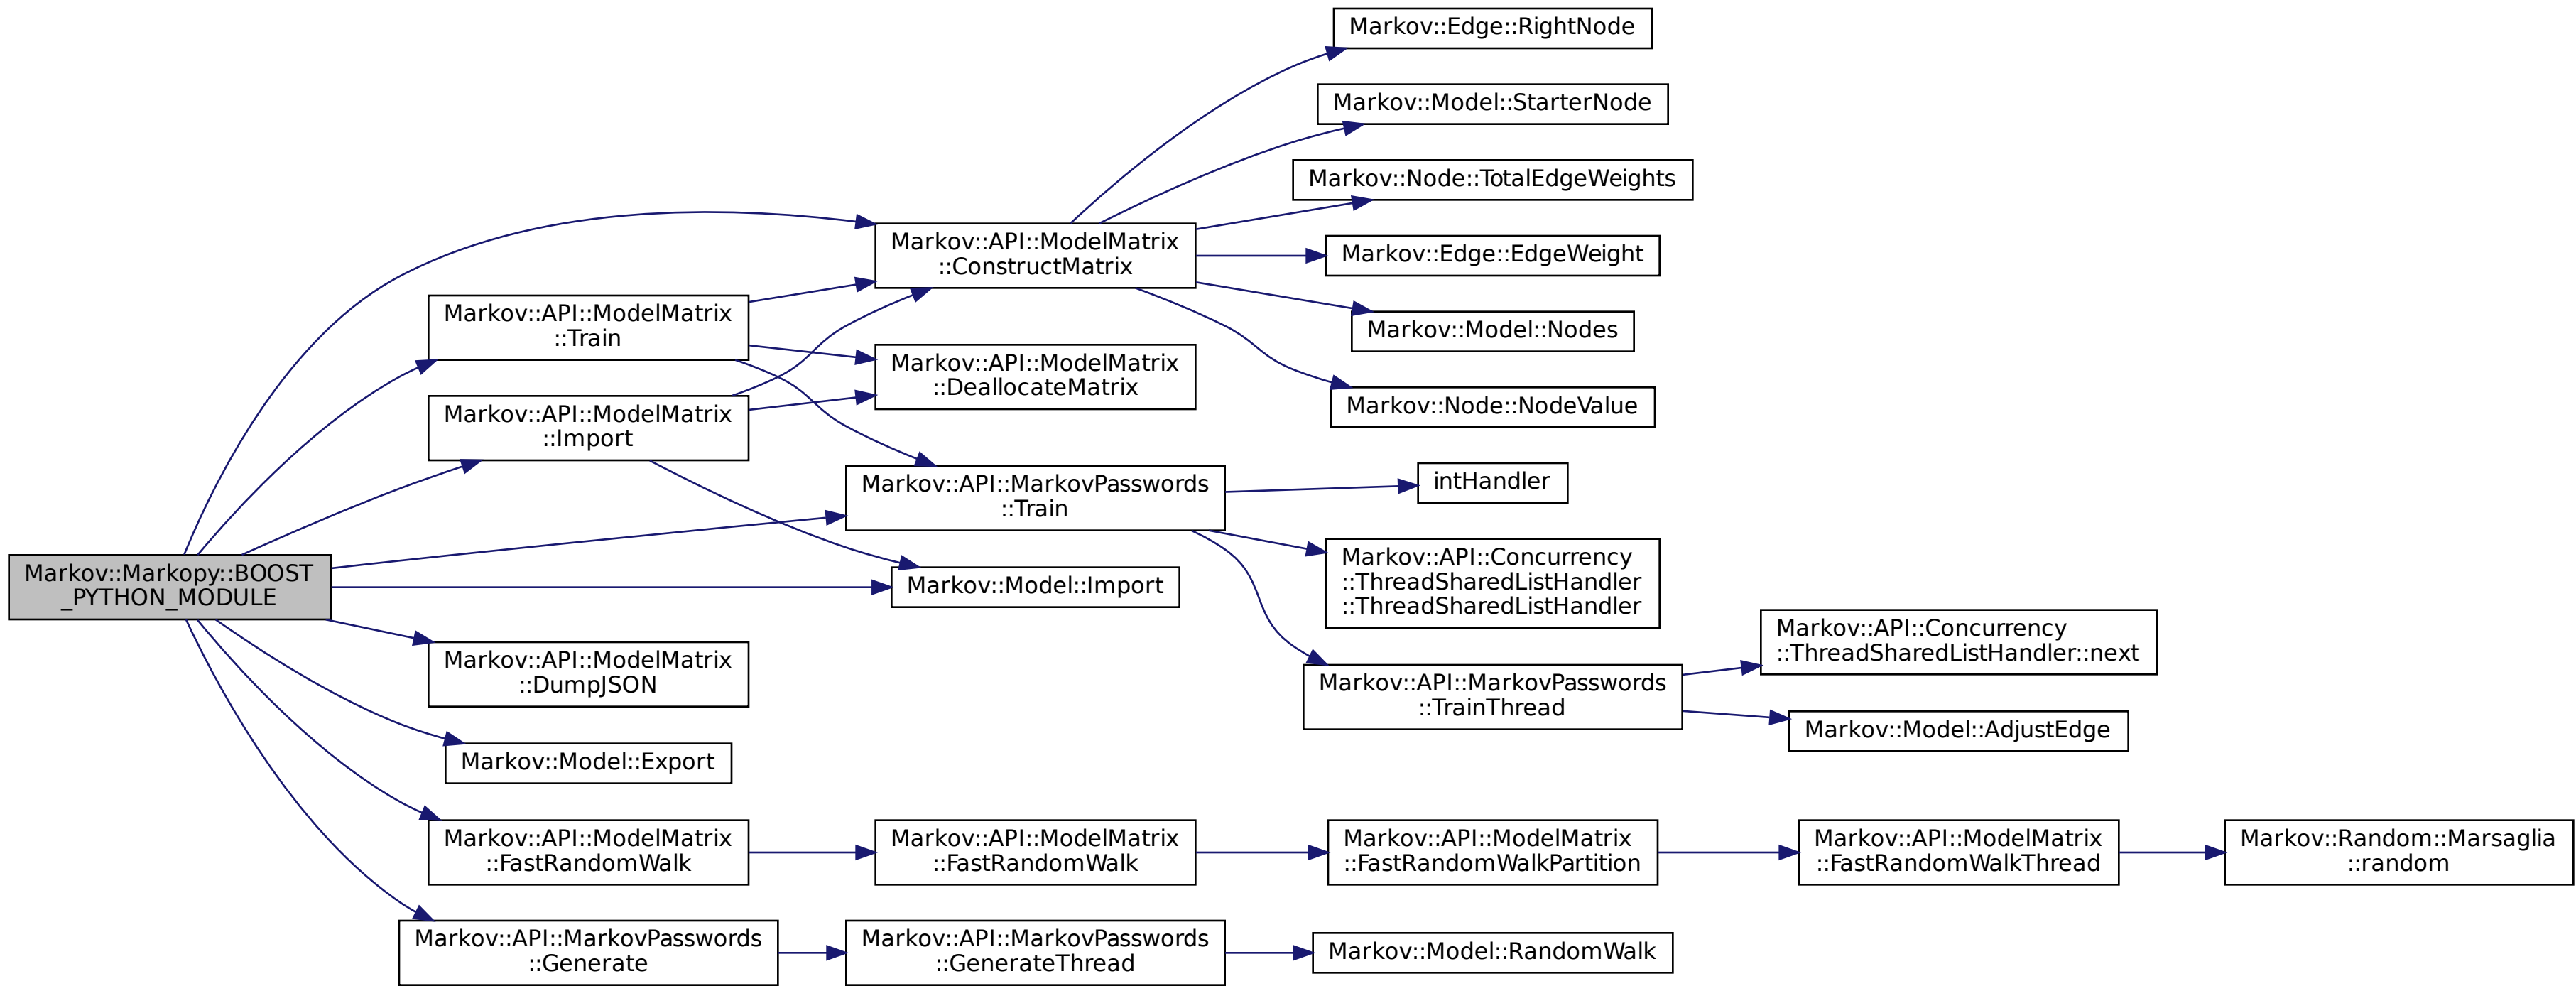 Markov::Markopy::BOOST
_PYTHON_MODULE
Markov::API::ModelMatrix
::Train
Markov::API::ModelMatrix
::Import
Markov::API::ModelMatrix
::DumpJSON
Markov::Model::Export
Markov::API::ModelMatrix
::FastRandomWalk
Markov::API::MarkovPasswords
::Generate
Markov::API::ModelMatrix
::ConstructMatrix
Markov::API::ModelMatrix
::DeallocateMatrix
Markov::API::MarkovPasswords
::Train
Markov::Model::Import
Markov::API::ModelMatrix
::FastRandomWalk
Markov::API::MarkovPasswords
::GenerateThread
Markov::Edge::RightNode
Markov::Model::StarterNode
Markov::Node::TotalEdgeWeights
Markov::Edge::EdgeWeight
Markov::Model::Nodes
Markov::Node::NodeValue
intHandler
Markov::API::Concurrency
::ThreadSharedListHandler
::ThreadSharedListHandler
Markov::API::MarkovPasswords
::TrainThread
Markov::API::ModelMatrix
::FastRandomWalkPartition
Markov::Model::RandomWalk
Markov::API::Concurrency
::ThreadSharedListHandler::next
Markov::Model::AdjustEdge
Markov::API::ModelMatrix
::FastRandomWalkThread
Markov::Random::Marsaglia
::random